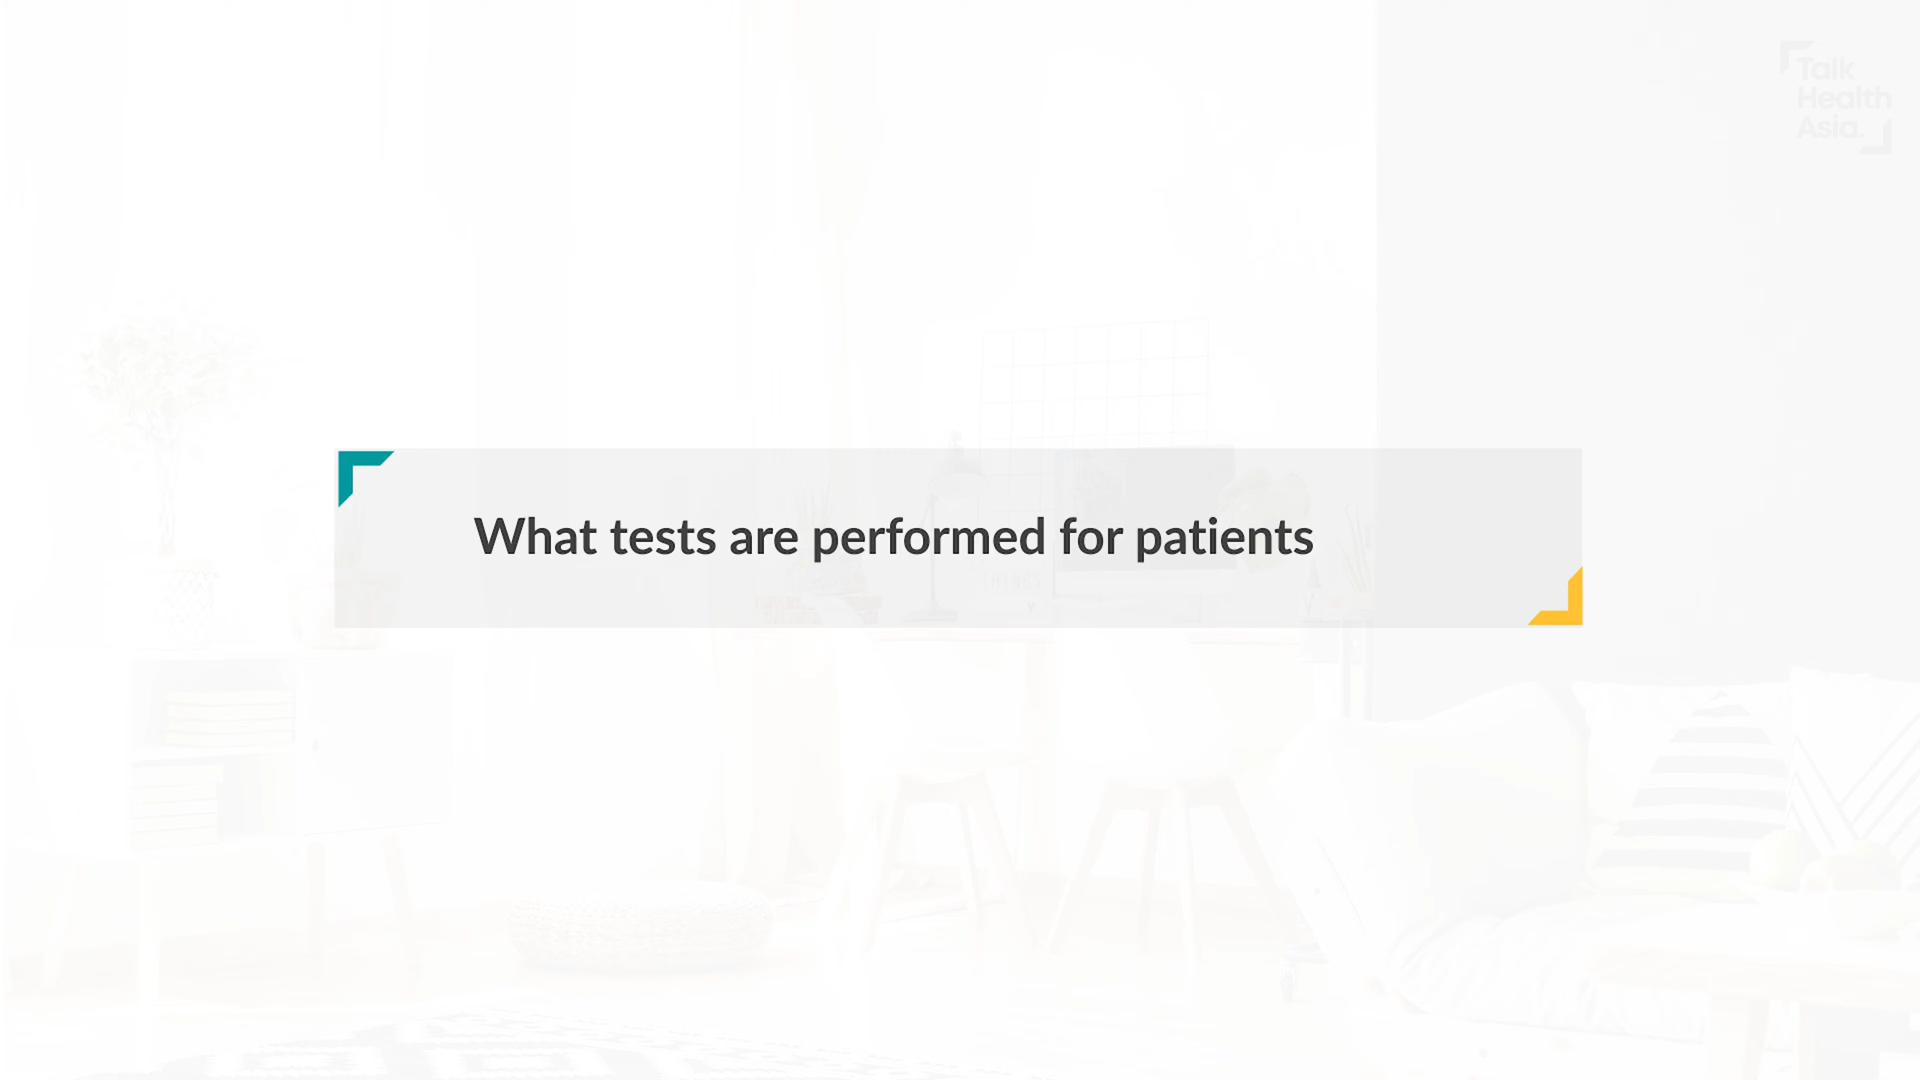 Talk
Health
Asia.
What tests are performed for patients